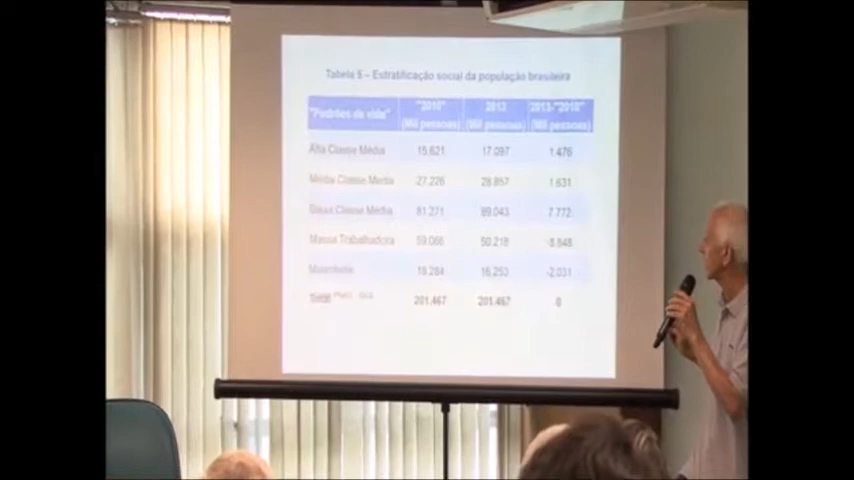 Tabela 5 – Estratificação social da população brasileira
"Padrões de vida" "2010" (Mil pessoas) 2013 (Mil pessoas) 2013-"2010" (Mil pessoas)
Alta Classe Média 15.621 17.097 1.476
Média Classe Média 27.226 28.857 1.631
Baixa Classe Média 81.271 89.043 7.772
Massa Trabalhadora 59.066 50.218 -8.848
18.284 16.253 -2.031
Total 201.467 201.467 0